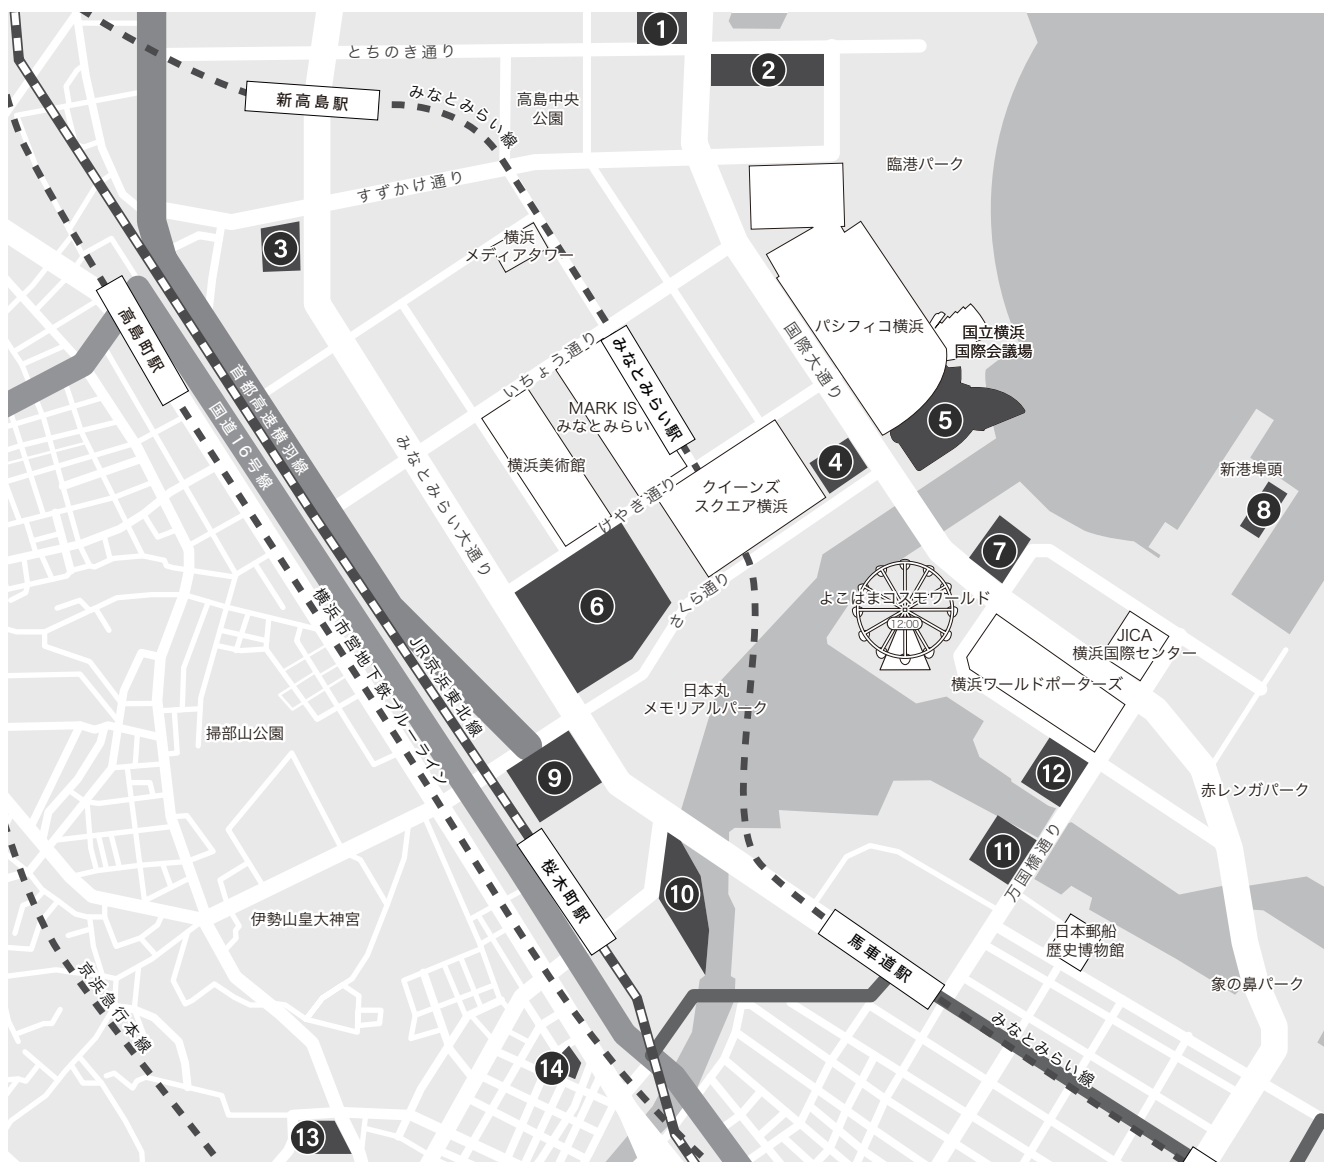 1
とちのき通り
2
新高島駅
みなとみらい線
高島中央
公園
臨港パーク
すずかけ通り
3
横浜
メディアタワー
高島町駅
国際大通り
パシフィコ横浜
国立横浜
国際会議場
いちょう通り
みなとみらい駅
首都高速横羽線
国道16号線
MARK IS
みなとみらい
5
みなとみらい大通り
横浜美術館
4
けやき通り
クイーンズ
スクエア横浜
新港埠頭
8
7
さくら通り
6
よこはまコスモワールド
12:00
横浜市営地下鉄ブルーライン
JR京浜東北線
JICA
横浜国際センター
横浜ワールドポーターズ
日本丸
メモリアルパーク
掃部山公園
9
12
赤レンガパーク
11
万国橋通り
桜木町駅
10
伊勢山皇大神宮
馬車道駅
日本郵船
歴史博物館
京浜急行本線
象の鼻パーク
みなとみらい線
14
13